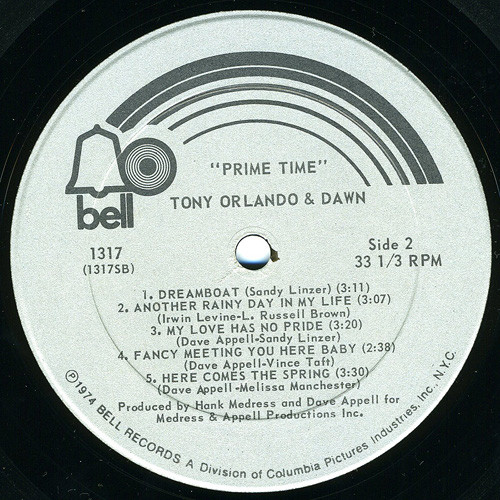 "PRIME TIME"
TONY ORLANDO & DAWN
bell
1317
(1317SB)
Side 2
33 1/3 RPM
1. DREAMBOAT (Sandy Linzer) (3:11)
2. ANOTHER RAINY DAY IN MY LIFE (3:07)
(Irwin Levine-L. Russell Brown)
3. MY LOVE HAS NO PRIDE (3:20)
(Dave Appell-Sandy Linzer)
4. FANCY MEETING YOU HERE BABY (2:38)
(Dave Appell-Vince Taft)
5. HERE COMES THE SPRING (3:30)
(Dave Appell-Melissa Manchester)
Produced by Hank Medress and Dave Appell for
Medress & Appell Productions Inc.
℗1974 BELL RECORDS A Division of Columbia Pictures Industries, Inc., N.Y.C.